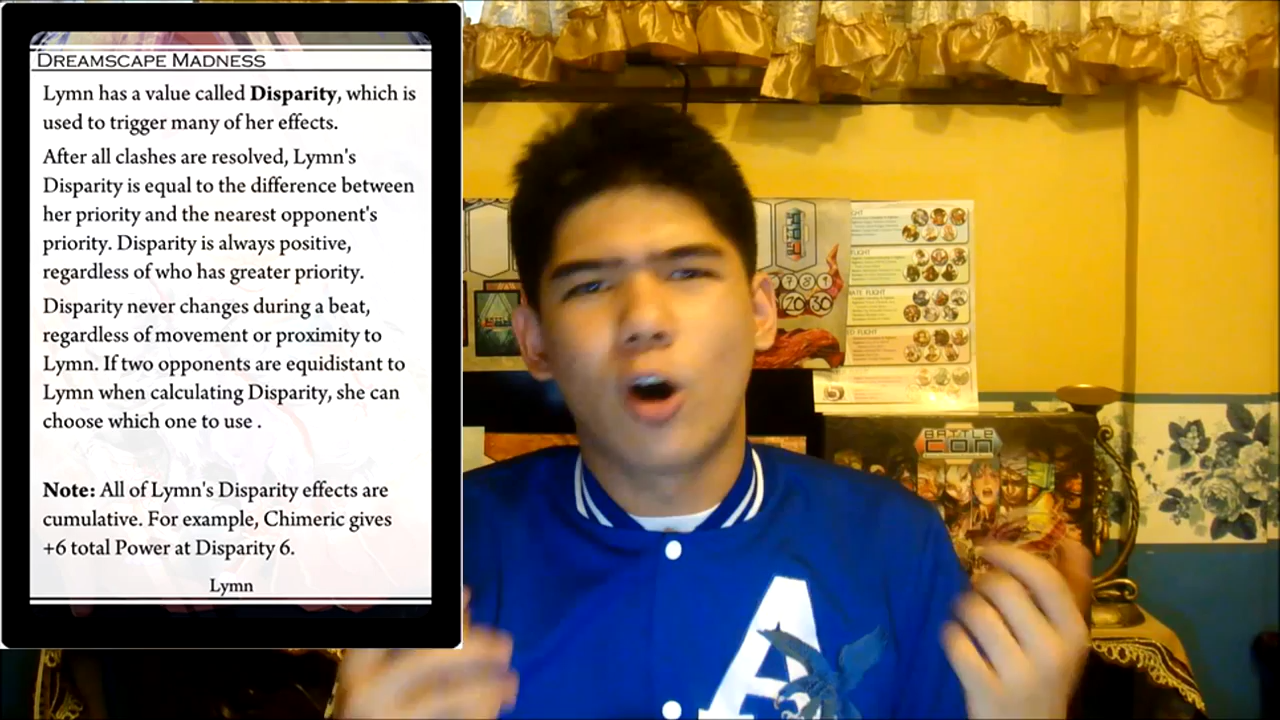 DREAMSCAPE MADNESS
Lymn has a value called Disparity, which is
used to trigger many of her effects.
After all clashes are resolved, Lymn's
Disparity is equal to the difference between
her priority and the nearest opponent's
priority. Disparity is always positive,
regardless of who has greater priority.
Disparity never changes during a beat,
regardless of movement or proximity to
Lymn. If two opponents are equidistant to
Lymn when calculating Disparity, she can
choose which one to use .
Note: All of Lymn's Disparity effects are
cumulative. For example, Chimeric gives
+6 total Power at Disparity 6.
Lymn
BATTLE
CON
A